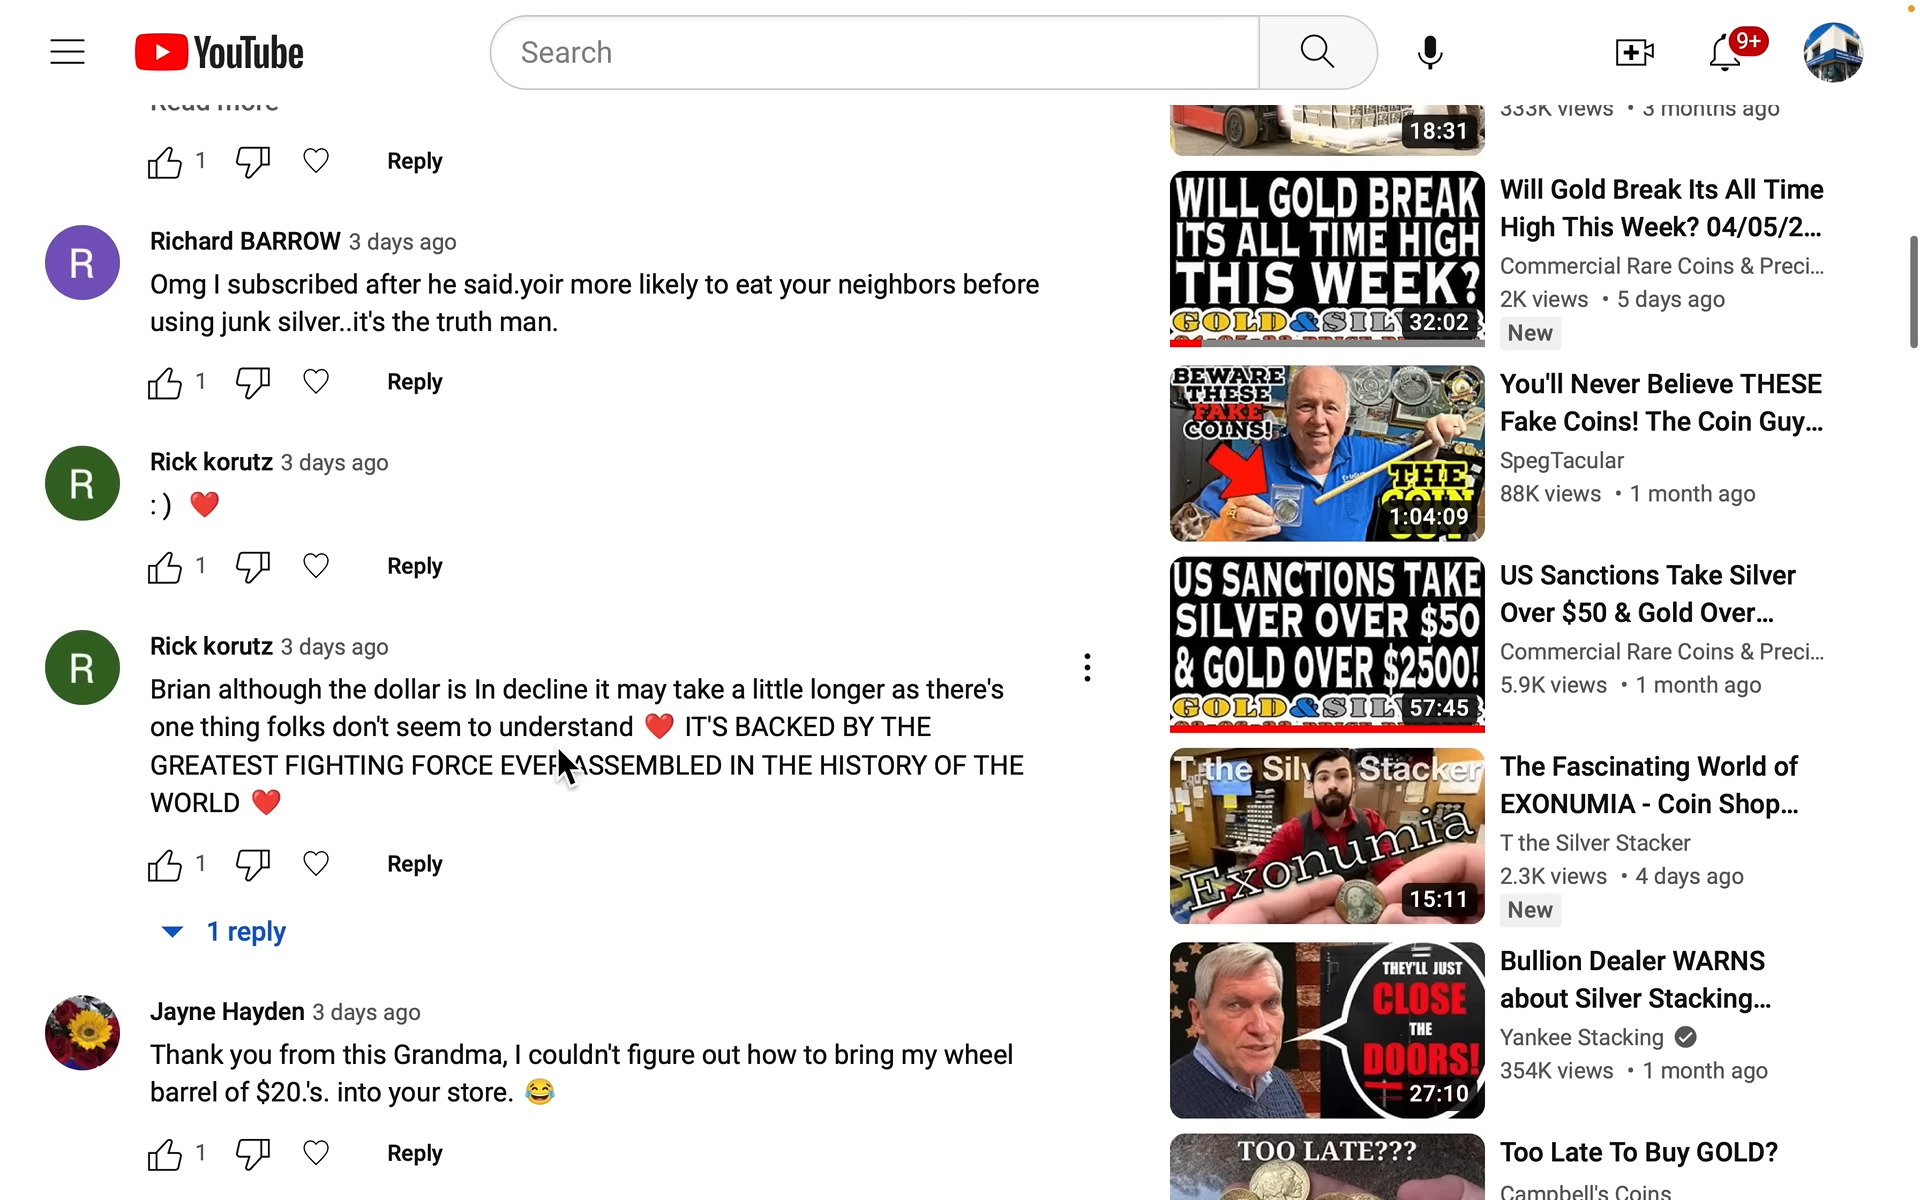 YouTube
Search
9+
Read more
1
Reply
R
Richard BARROW 3 days ago
Omg I subscribed after he said.yoir more likely to eat your neighbors before
using junk silver..it's the truth man.
1
Reply
R
Rick korutz 3 days ago
:) ❤️
1
Reply
R
Rick korutz 3 days ago
Brian although the dollar is In decline it may take a little longer as there's
one thing folks don't seem to understand ❤️ IT'S BACKED BY THE
GREATEST FIGHTING FORCE EVER ASSEMBLED IN THE HISTORY OF THE
WORLD ❤️
1
Reply
1 reply
Jayne Hayden 3 days ago
Thank you from this Grandma, I couldn't figure out how to bring my wheel
barrel of $20.'s. into your store. 😂
1
Reply
18:31
333K views • 3 months ago
WILL GOLD BREAK
ITS ALL TIME HIGH
THIS WEEK?
GOLD&SIL
32:02
Will Gold Break Its All Time
High This Week? 04/05/2...
Commercial Rare Coins & Preci...
2K views • 5 days ago
New
BEWARE
THESE
FAKE
COINS!
THE
COIN
GUY
1:04:09
You'll Never Believe THESE
Fake Coins! The Coin Guy...
SpegTacular
88K views • 1 month ago
US SANCTIONS TAKE
SILVER OVER $50
& GOLD OVER $2500!
GOLD&SIL
57:45
US Sanctions Take Silver
Over $50 & Gold Over...
Commercial Rare Coins & Preci...
5.9K views • 1 month ago
T the Silv Stacker
Exonumia
15:11
The Fascinating World of
EXONUMIA - Coin Shop...
T the Silver Stacker
2.3K views • 4 days ago
New
THEY'LL JUST
CLOSE
THE
DOORS!
27:10
Bullion Dealer WARNS
about Silver Stacking...
Yankee Stacking
354K views • 1 month ago
TOO LATE???
Too Late To Buy GOLD?
Campbell's Coins